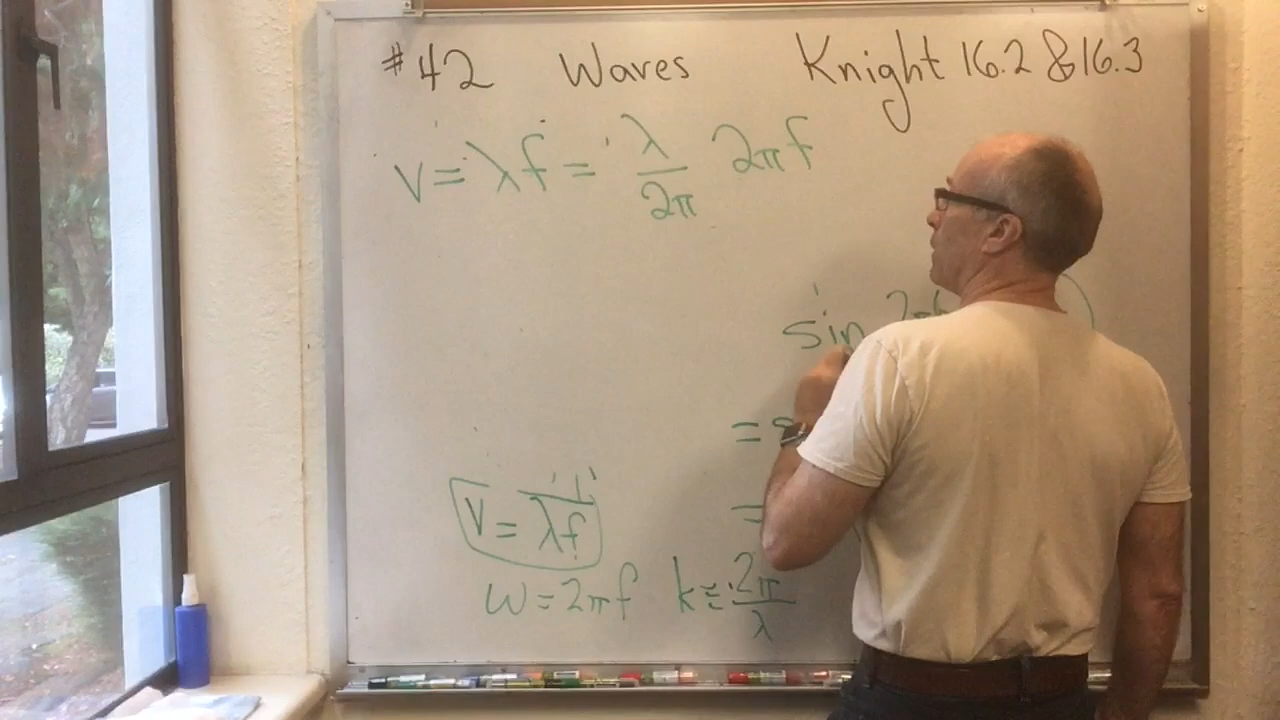 #42 Waves Knight 16.2 & 16.3
v = λf = λ/2π 2πf
sin
=
=
v = λf
ω = 2πf k = 2π/λ